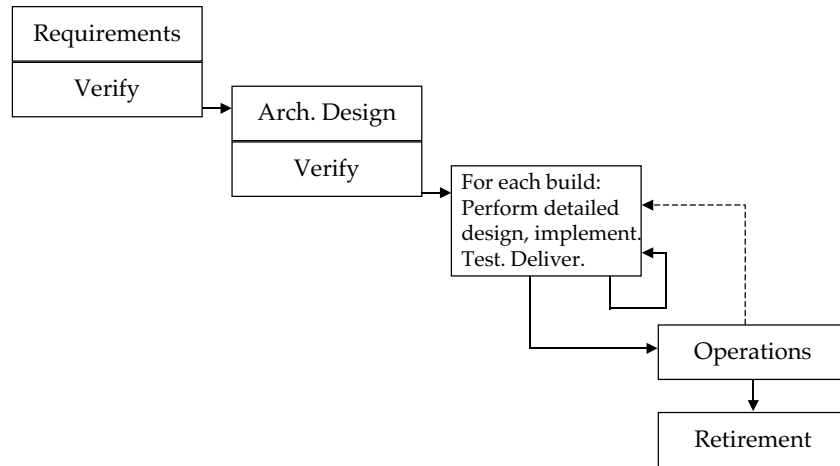 Requirements
Verify
Arch. Design
Verify
For each build:
Perform detailed
design, implement.
Test. Deliver.
Operations
Retirement